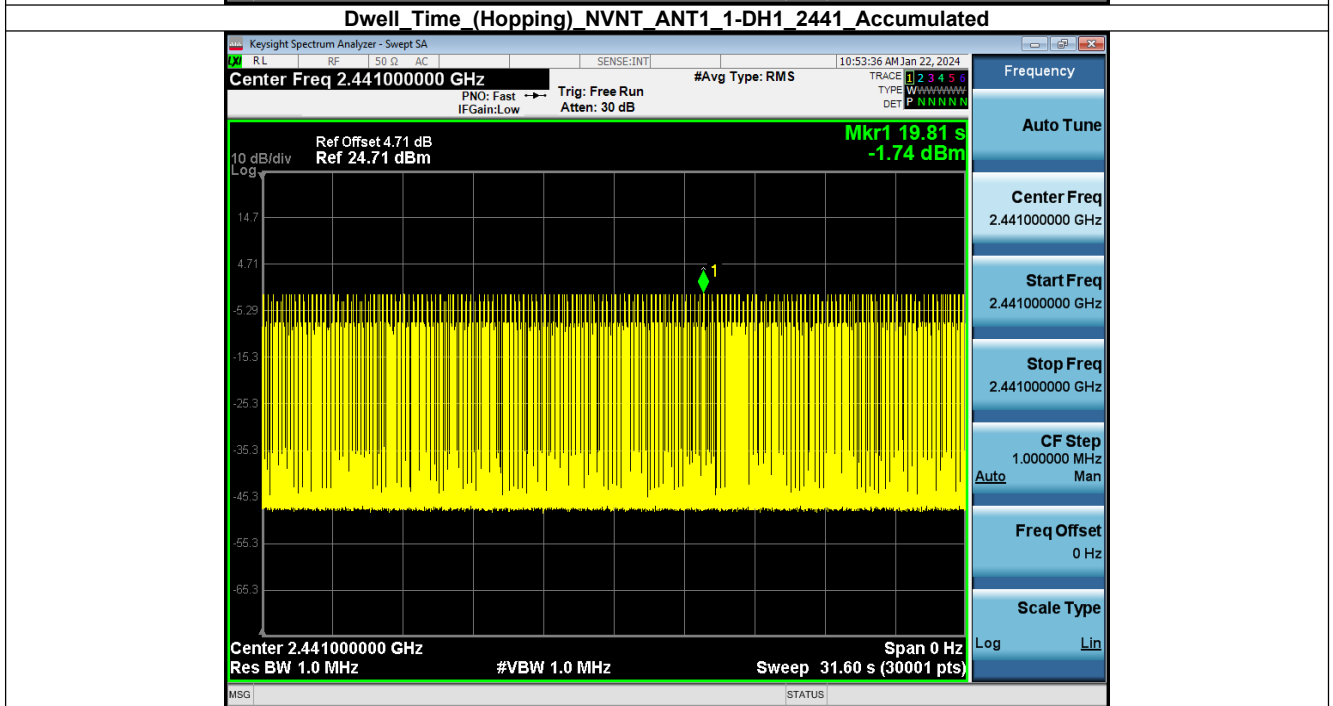 Dwell_Time_(Hopping)_NVNT_ANT1_1-DH1_2441_Accumulated
Keysight Spectrum Analyzer - Swept SA
LXI RL RF 50 Ω AC SENSE:INT 10:53:36 AM Jan 22, 2024
Center Freq 2.441000000 GHz #Avg Type: RMS TRACE 1 2 3 4 5 6
PNO: Fast Trig: Free Run TYPE WWWWWW
IFGain:Low Atten: 30 dB DET P N N N N N
Mkr1 19.81 s
-1.74 dBm
Ref Offset 4.71 dB
10 dB/div Ref 24.71 dBm
Log
14.7
4.71
1
-5.29
-15.3
-25.3
-35.3
-45.3
-55.3
-65.3
Center 2.441000000 GHz Span 0 Hz
Res BW 1.0 MHz #VBW 1.0 MHz Sweep 31.60 s (30001 pts)
MSG STATUS
Frequency
Auto Tune
Center Freq
2.441000000 GHz
Start Freq
2.441000000 GHz
Stop Freq
2.441000000 GHz
CF Step
1.000000 MHz
Auto Man
Freq Offset
0 Hz
Scale Type
Log Lin